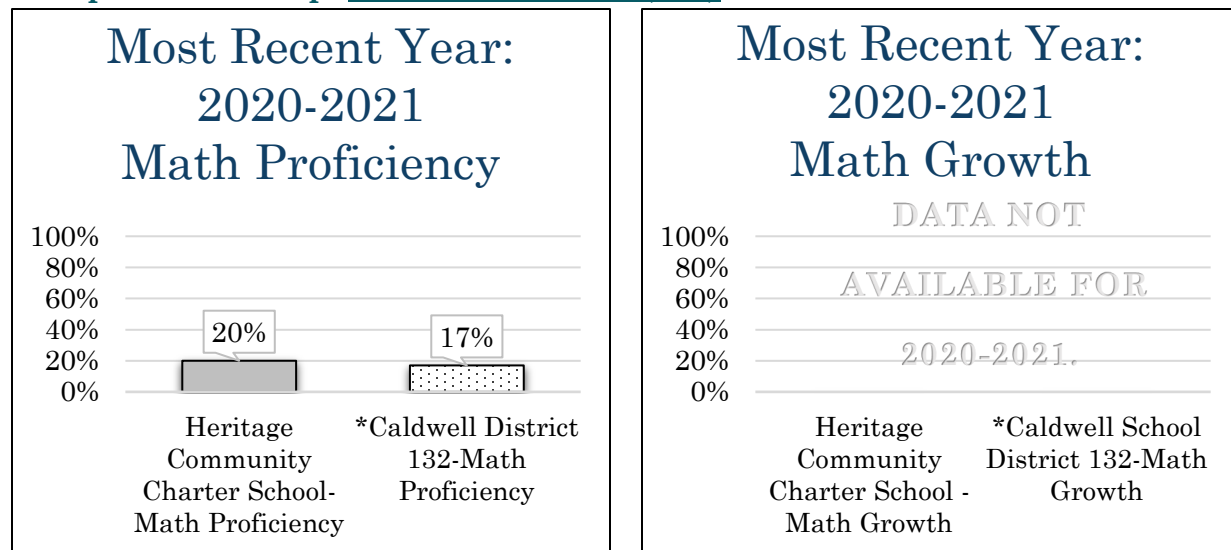 Most Recent Year:
2020-2021
Math Proficiency
100%
80%
60%
40%
20%
0%
20%
17%
Heritage
Community
Charter School-
Math Proficiency
*Caldwell District
132-Math
Proficiency
Most Recent Year:
2020-2021
Math Growth
DATA NOT
AVAILABLE FOR
2020-2021.
100%
80%
60%
40%
20%
0%
Heritage
Community
Charter School -
Math Growth
*Caldwell School
District 132-Math
Growth